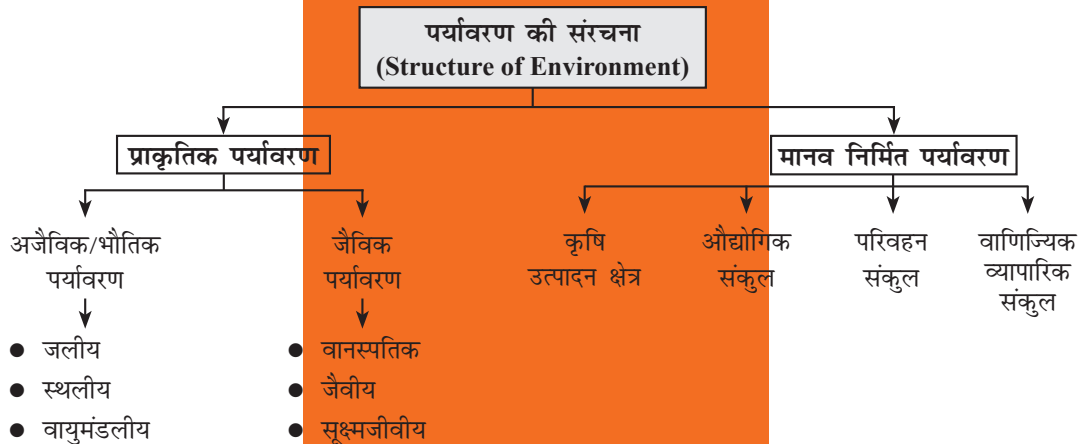 पर्यावरण की संरचना
(Structure of Environment)
प्राकृतिक पर्यावरण
मानव निर्मित पर्यावरण
अजैविक/भौतिक
पर्यावरण
जैविक
पर्यावरण
कृषि
उत्पादन क्षेत्र
औद्योगिक
संकुल
परिवहन
संकुल
वाणिज्यिक
व्यापारिक
संकुल
● जलीय
● स्थलीय
● वायुमंडलीय
● वानस्पतिक
● जैवीय
● सूक्ष्मजीवीय